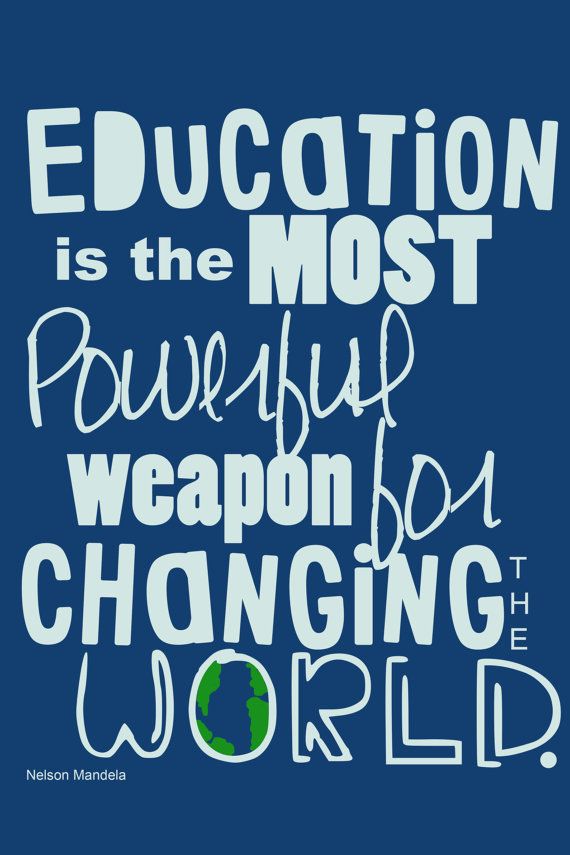 EDUCATION
is the MOST
Powerful
weapon for
CHANGING THE
WORLD.
Nelson Mandela